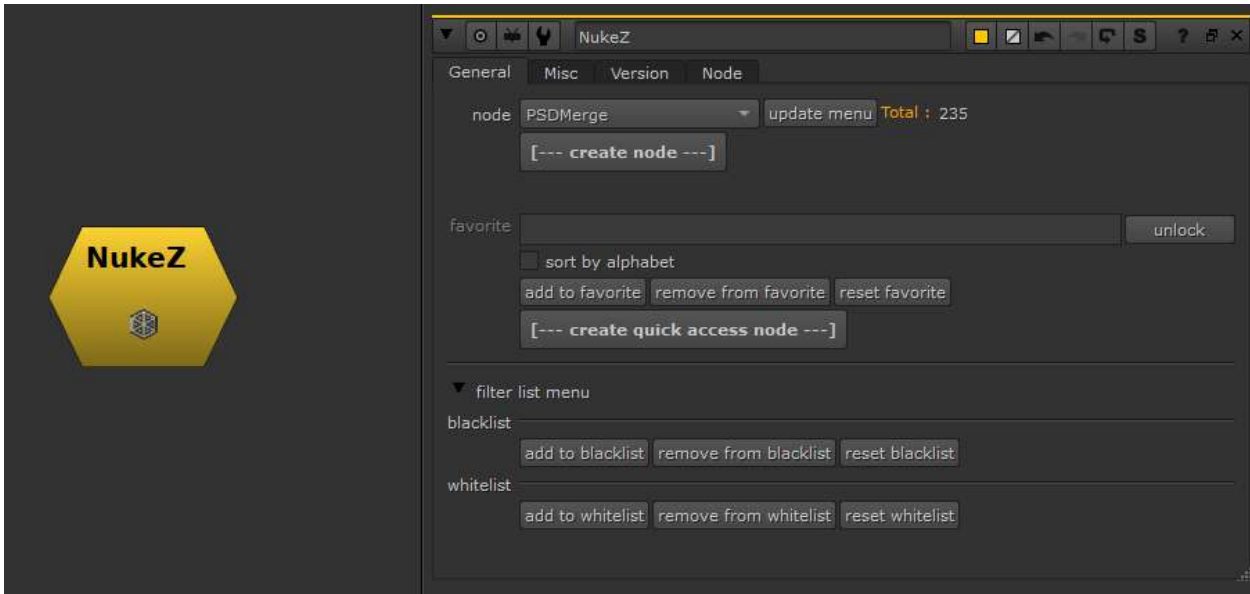 NukeZ
NukeZ S ?
General Misc Version Node
node PSDMerge update menu Total : 235
[--- create node ---]
favorite unlock
sort by alphabet
add to favorite remove from favorite reset favorite
[--- create quick access node ---]
filter list menu
blacklist
add to blacklist remove from blacklist reset blacklist
whitelist
add to whitelist remove from whitelist reset whitelist